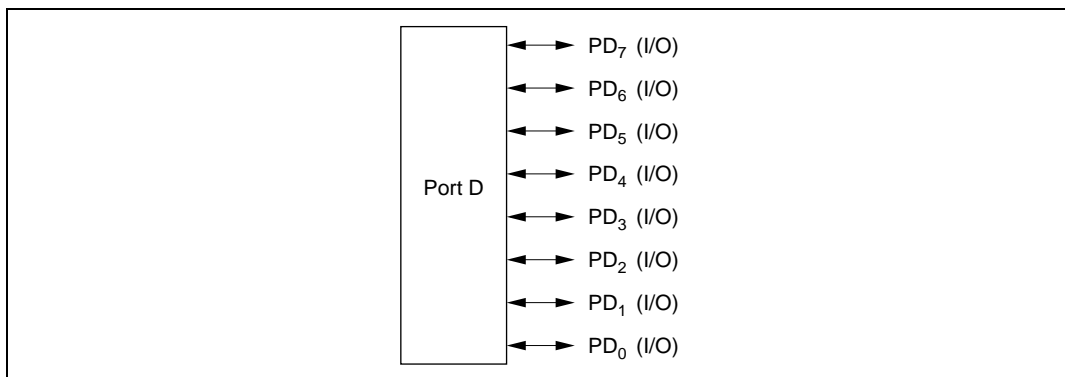 Port D
PD7 (I/O)
PD6 (I/O)
PD5 (I/O)
PD4 (I/O)
PD3 (I/O)
PD2 (I/O)
PD1 (I/O)
PD0 (I/O)